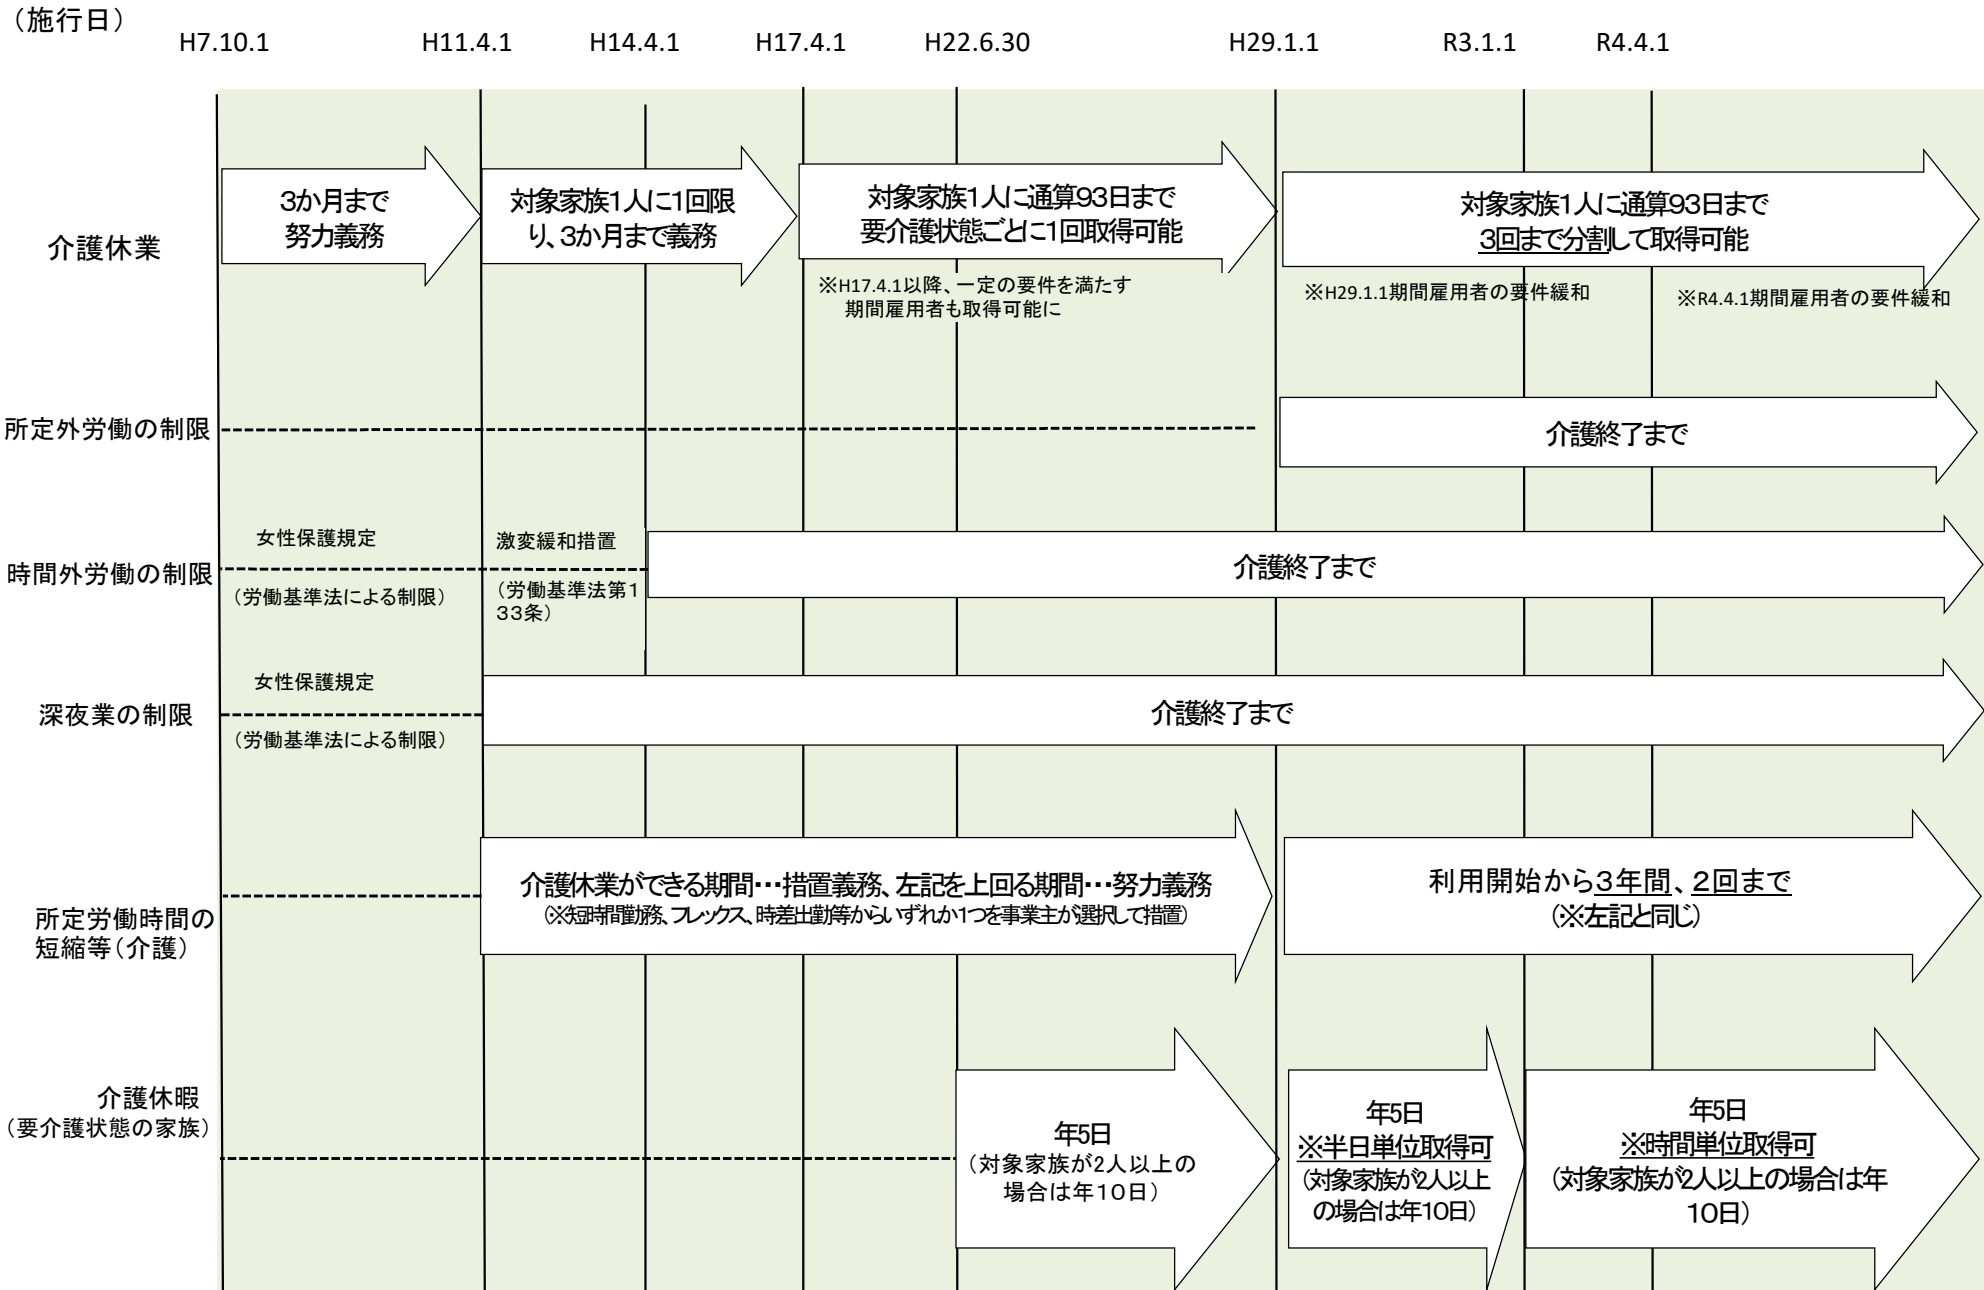 （施行日）
H7.10.1
H11.4.1
H14.4.1
H17.4.1
H22.6.30
H29.1.1
R3.1.1
R4.4.1
介護休業
3か月まで
努力義務
対象家族1人に1回限
り、3か月まで義務
対象家族1人に通算93日まで
要介護状態ごとに1回取得可能
※H17.4.1以降、一定の要件を満たす
期間雇用者も取得可能に
対象家族1人に通算93日まで
3回まで分割して取得可能
※H29.1.1期間雇用者の要件緩和
※R4.4.1期間雇用者の要件緩和
所定外労働の制限
介護終了まで
時間外労働の制限
女性保護規定
（労働基準法による制限）
激変緩和措置
（労働基準法第1
33条）
介護終了まで
深夜業の制限
女性保護規定
（労働基準法による制限）
介護終了まで
所定労働時間の
短縮等（介護）
介護休業ができる期間・・・措置義務、左記を上回る期間・・・努力義務
（※短時間勤務、フレックス、時差出勤等からいずれか1つを事業主が選択して措置）
利用開始から3年間、2回まで
（※左記と同じ）
介護休暇
（要介護状態の家族）
年5日
（対象家族が2人以上の
場合は年10日）
年5日
※半日単位取得可
（対象家族が2人以上
の場合は年10日）
年5日
※時間単位取得可
（対象家族が2人以上の場合は年
10日）